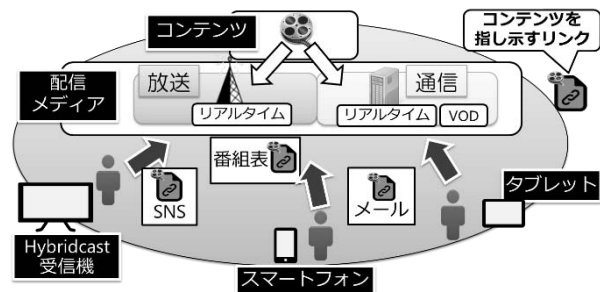 コンテンツ
コンテンツを
指し示すリンク
配信
メディア
放送
通信
リアルタイム
リアルタイム
VOD
番組表
SNS
メール
タブレット
Hybridcast
受信機
スマートフォン